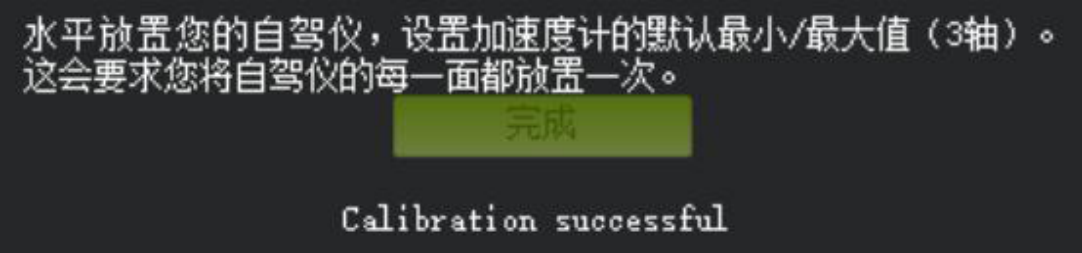 水平放置您的自驾仪，设置加速度计的默认最小/最大值（3轴）。
这会要求您将自驾仪的每一面都放置一次。
完成
Calibration successful